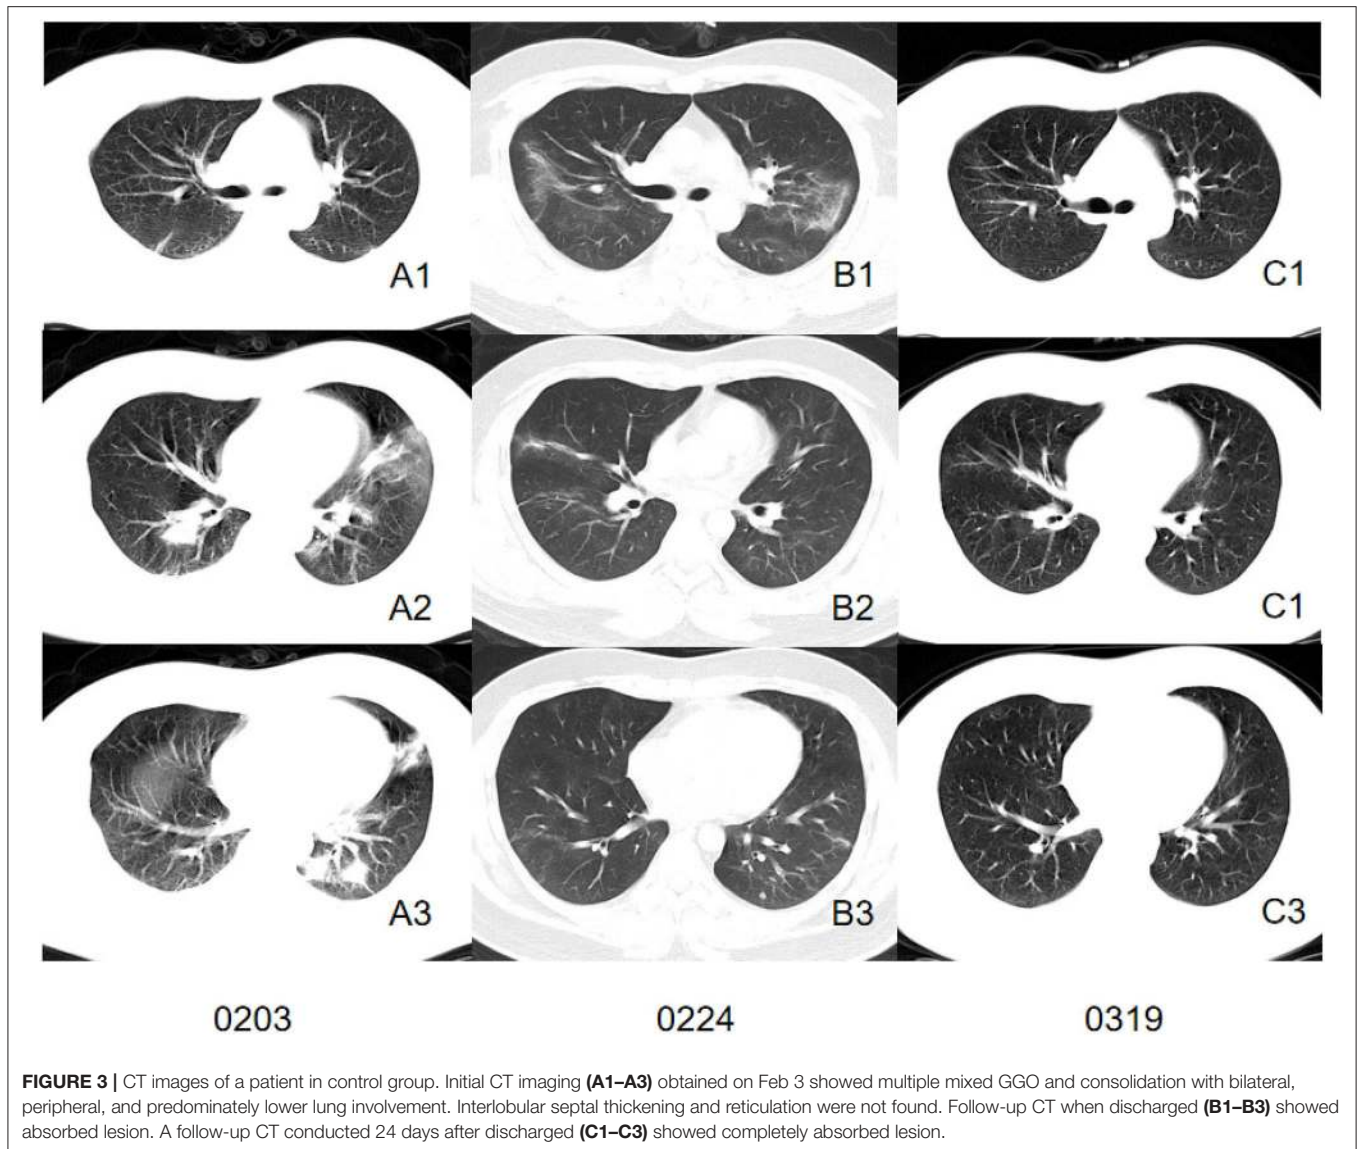 A1
B1
C1
A2
B2
C1
A3
B3
C3
0203
0224
0319
FIGURE 3 | CT images of a patient in control group. Initial CT imaging (A1–A3) obtained on Feb 3 showed multiple mixed GGO and consolidation with bilateral,
peripheral, and predominately lower lung involvement. Interlobular septal thickening and reticulation were not found. Follow-up CT when discharged (B1–B3) showed
absorbed lesion. A follow-up CT conducted 24 days after discharged (C1–C3) showed completely absorbed lesion.